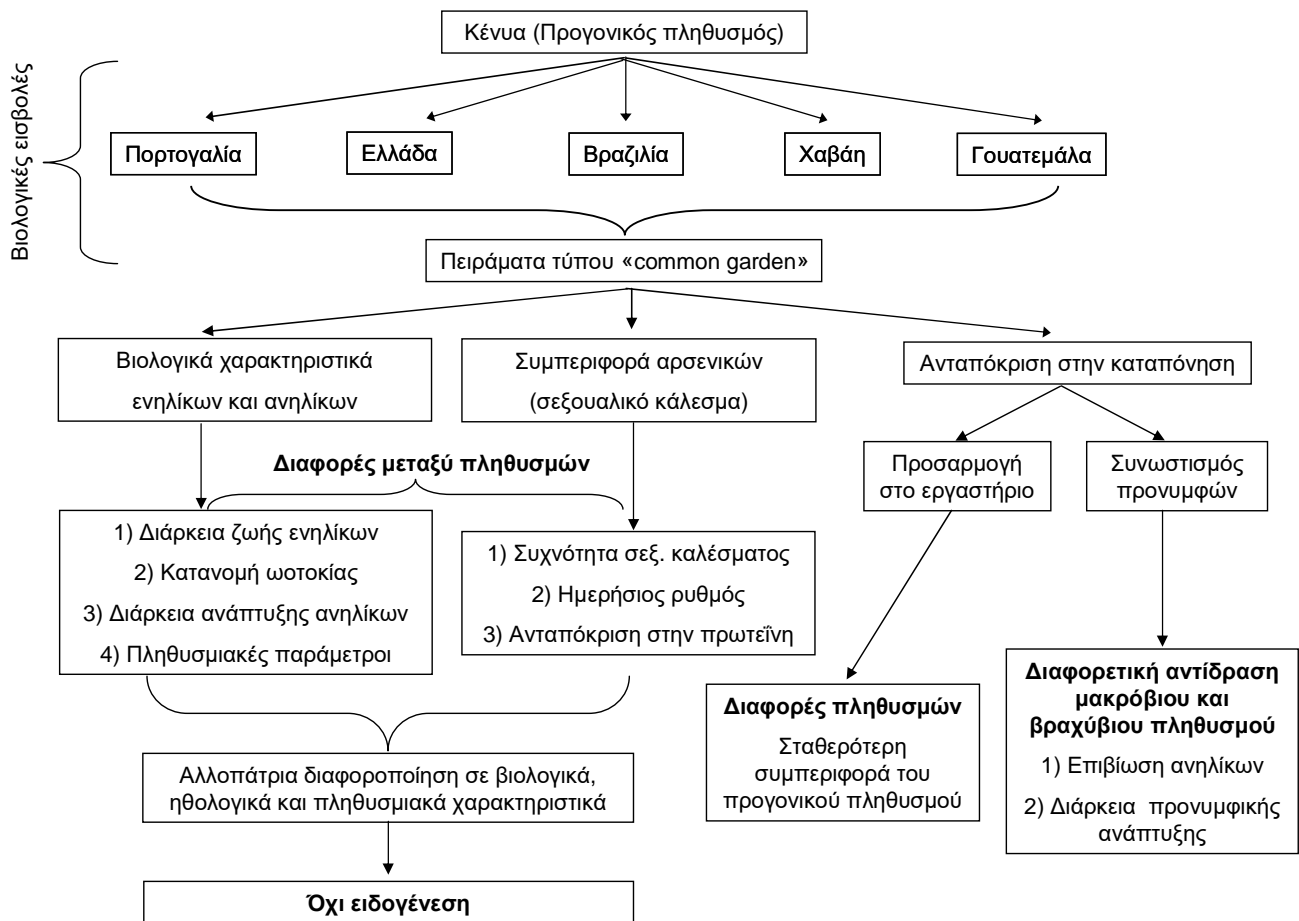 Κένυα (Προγονικός πληθυσμός)
Βιολογικές εισβολές
Πορτογαλία
Ελλάδα
Βραζιλία
Χαβάη
Γουατεμάλα
Πειράματα τύπου «common garden»
Βιολογικά χαρακτηριστικά
ενηλίκων και ανηλίκων
Συμπεριφορά αρσενικών
(σεξουαλικό κάλεσμα)
Ανταπόκριση στην καταπόνηση
Διαφορές μεταξύ πληθυσμών
Προσαρμογή
στο εργαστήριο
Συνωστισμός
προνυμφών
1) Διάρκεια ζωής ενηλίκων
2) Κατανομή ωοτοκίας
3) Διάρκεια ανάπτυξης ανηλίκων
4) Πληθυσμιακές παράμετροι
1) Συχνότητα σεξ. καλέσματος
2) Ημερήσιος ρυθμός
3) Ανταπόκριση στην πρωτεΐνη
Διαφορές πληθυσμών
Σταθερότερη
συμπεριφορά του
προγονικού πληθυσμού
Διαφορετική αντίδραση
μακρόβιου και
βραχύβιου πληθυσμού
1) Επιβίωση ανηλίκων
2) Διάρκεια προνυμφικής
ανάπτυξης
Αλλοπάτρια διαφοροποίηση σε βιολογικά,
ηθολογικά και πληθυσμιακά χαρακτηριστικά
Όχι ειδογένεση